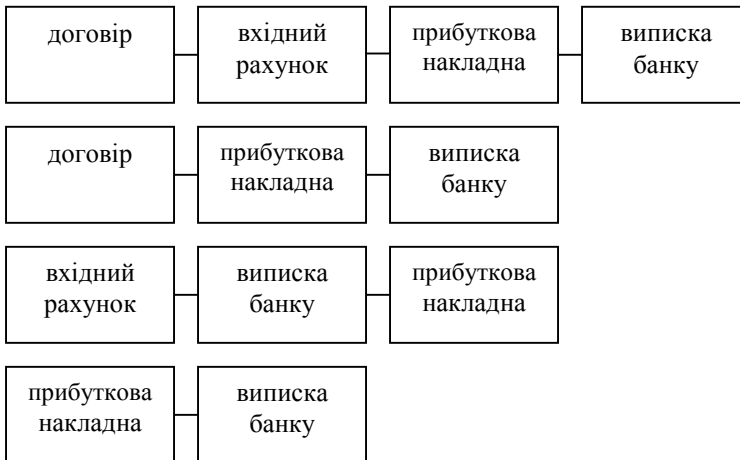 договір
вхідний
рахунок
прибуткова
накладна
виписка
банку
договір
прибуткова
накладна
виписка
банку
вхідний
рахунок
виписка
банку
прибуткова
накладна
прибуткова
накладна
виписка
банку